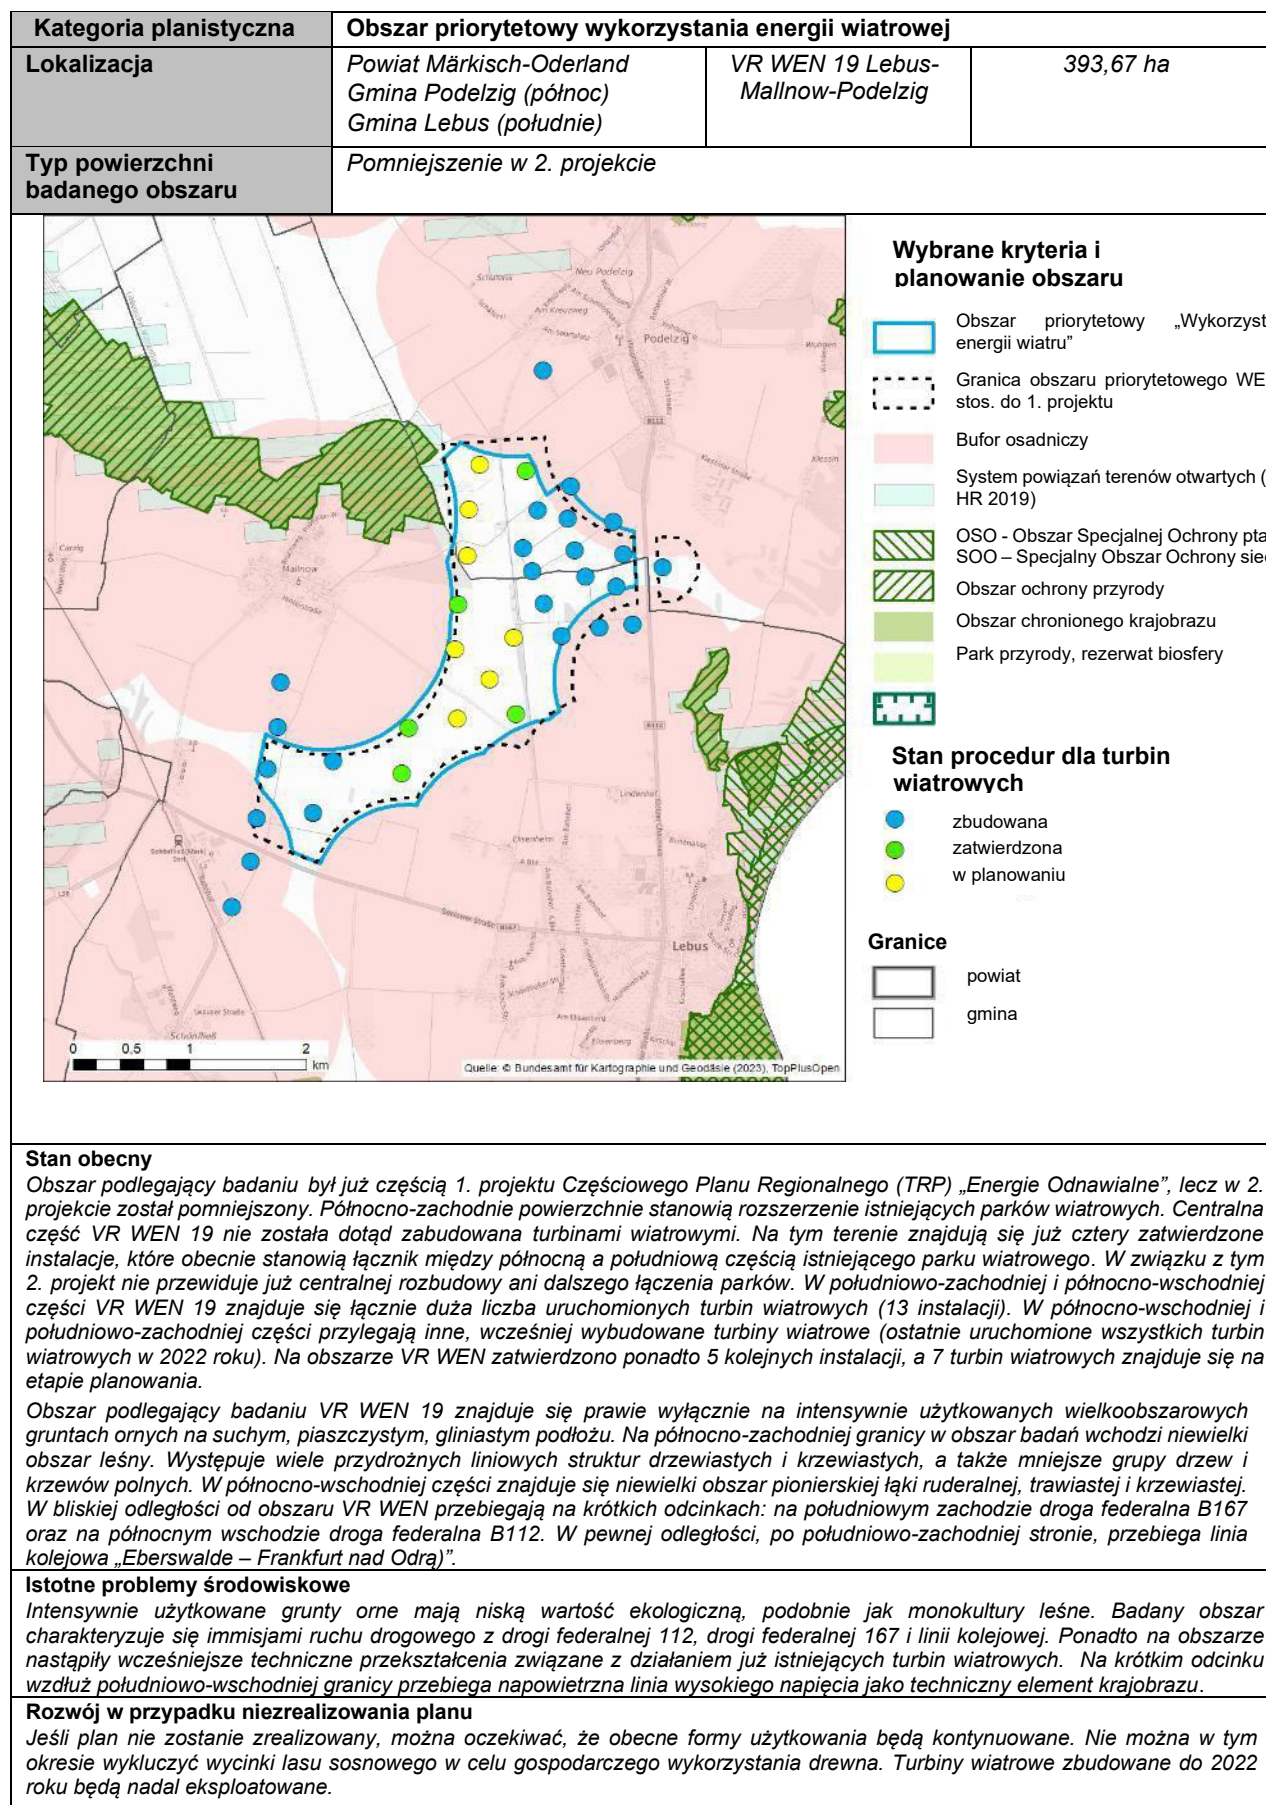 Kategoria planistyczna
Obszar priorytetowy wykorzystania energii wiatrowej
Lokalizacja
Powiat Märkisch-Oderland
Gmina Podelzig (północ)
Gmina Lebus (południe)
VR WEN 19 Lebus-
Mallnow-Podelzig
393,67 ha
Typ powierzchni
badanego obszaru
Pomniejszenie w 2. projekcie
Schäferei
Neu Podelzig
Am Kreuzweg
Podelzig
Wuhden
B112
Klessin
Klessiner Straße
Carzig
Mallnow
B112
Lindenhof
Elisenheim
Schönfließ (Mark)
Dorf
B167
Lebus
Am Elisenberg
Elisenberg
Schönfließ
0 0,5 1 2
km
Quelle: © Bundesamt für Kartographie und Geodäsie (2023), TopPlusOpen
Wybrane kryteria i
planowanie obszaru
Obszar priorytetowy „Wykorzyst
energii wiatru”
Granica obszaru priorytetowego WE
stos. do 1. projektu
Bufor osadniczy
System powiązań terenów otwartych (
HR 2019)
OSO - Obszar Specjalnej Ochrony pta
SOO – Specjalny Obszar Ochrony sie
Obszar ochrony przyrody
Obszar chronionego krajobrazu
Park przyrody, rezerwat biosfery
Stan procedur dla turbin
wiatrowych
zbudowana
zatwierdzona
w planowaniu
Granice
powiat
gmina
Stan obecny
Obszar podlegający badaniu był już częścią 1. projektu Częściowego Planu Regionalnego (TRP) „Energie Odnawialne”, lecz w 2.
projekcie został pomniejszony. Północno-zachodnie powierzchnie stanowią rozszerzenie istniejących parków wiatrowych. Centralna
część VR WEN 19 nie została dotąd zabudowana turbinami wiatrowymi. Na tym terenie znajdują się już cztery zatwierdzone
instalacje, które obecnie stanowią łącznik między północną a południową częścią istniejącego parku wiatrowego. W związku z tym
2. projekt nie przewiduje już centralnej rozbudowy ani dalszego łączenia parków. W południowo-zachodniej i północno-wschodniej
części VR WEN 19 znajduje się łącznie duża liczba uruchomionych turbin wiatrowych (13 instalacji). W północno-wschodniej i
południowo-zachodniej części przylegają inne, wcześniej wybudowane turbiny wiatrowe (ostatnie uruchomione wszystkich turbin
wiatrowych w 2022 roku). Na obszarze VR WEN zatwierdzono ponadto 5 kolejnych instalacji, a 7 turbin wiatrowych znajduje się na
etapie planowania.
Obszar podlegający badaniu VR WEN 19 znajduje się prawie wyłącznie na intensywnie użytkowanych wielkoobszarowych
gruntach ornych na suchym, piaszczystym, gliniastym podłożu. Na północno-zachodniej granicy w obszar badań wchodzi niewielki
obszar leśny. Występuje wiele przydrożnych liniowych struktur drzewiastych i krzewiastych, a także mniejsze grupy drzew i
krzewów polnych. W północno-wschodniej części znajduje się niewielki obszar pionierskiej łąki ruderalnej, trawiastej i krzewiastej.
W bliskiej odległości od obszaru VR WEN przebiegają na krótkich odcinkach: na południowym zachodzie droga federalna B167
oraz na północnym wschodzie droga federalna B112. W pewnej odległości, po południowo-zachodniej stronie, przebiega linia
kolejowa „Eberswalde – Frankfurt nad Odrą)”.
Istotne problemy środowiskowe
Intensywnie użytkowane grunty orne mają niską wartość ekologiczną, podobnie jak monokultury leśne. Badany obszar
charakteryzuje się immisjami ruchu drogowego z drogi federalnej 112, drogi federalnej 167 i linii kolejowej. Ponadto na obszarze
nastąpiły wcześniejsze techniczne przekształcenia związane z działaniem już istniejących turbin wiatrowych. Na krótkim odcinku
wzdłuż południowo-wschodniej granicy przebiega napowietrzna linia wysokiego napięcia jako techniczny element krajobrazu.
Rozwój w przypadku niezrealizowania planu
Jeśli plan nie zostanie zrealizowany, można oczekiwać, że obecne formy użytkowania będą kontynuowane. Nie można w tym
okresie wykluczyć wycinki lasu sosnowego w celu gospodarczego wykorzystania drewna. Turbiny wiatrowe zbudowane do 2022
roku będą nadal eksploatowane.